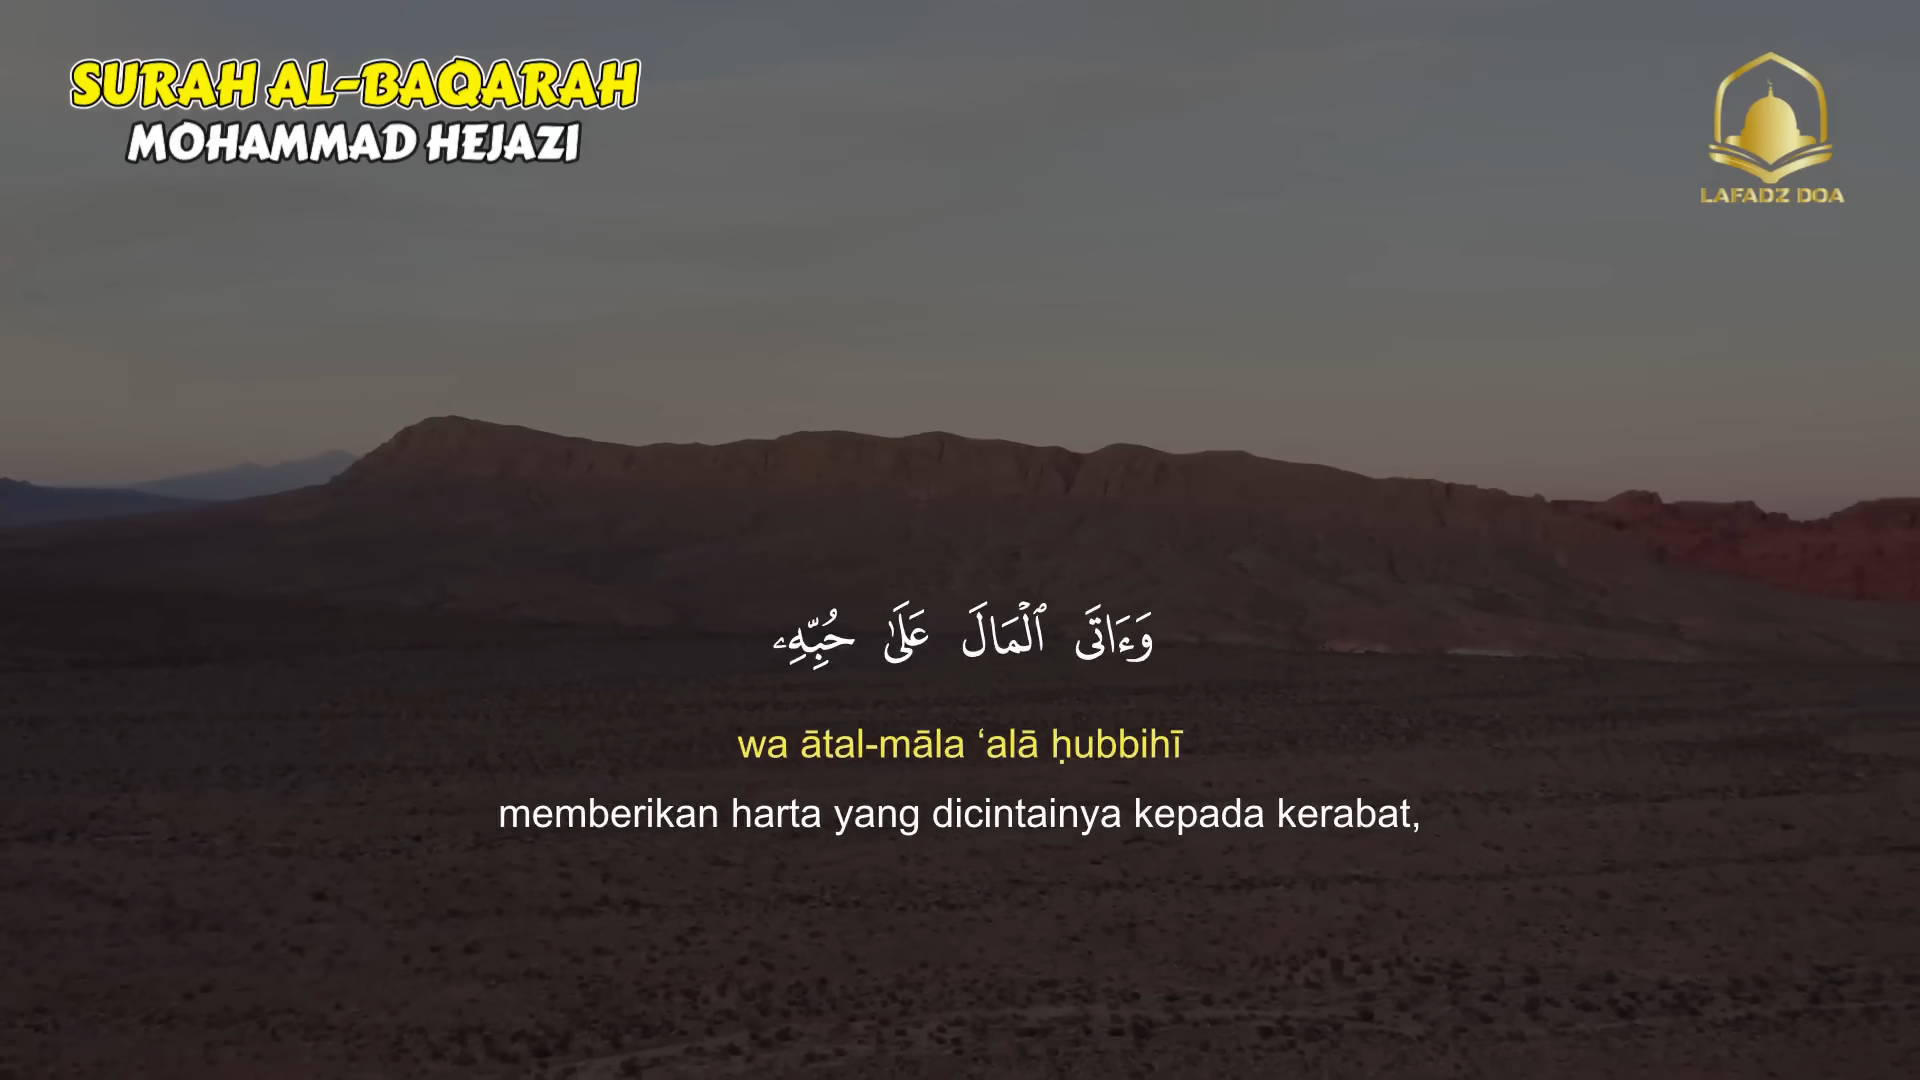 SURAH AL-BAQARAH
MOHAMMAD HEJAZI
LAFADZ DOA
وَءَاتَى ٱلْمَالَ عَلَىٰ حُبِّهِۦ
wa ātal-māla ‘alā ḥubbihī
memberikan harta yang dicintainya kepada kerabat,